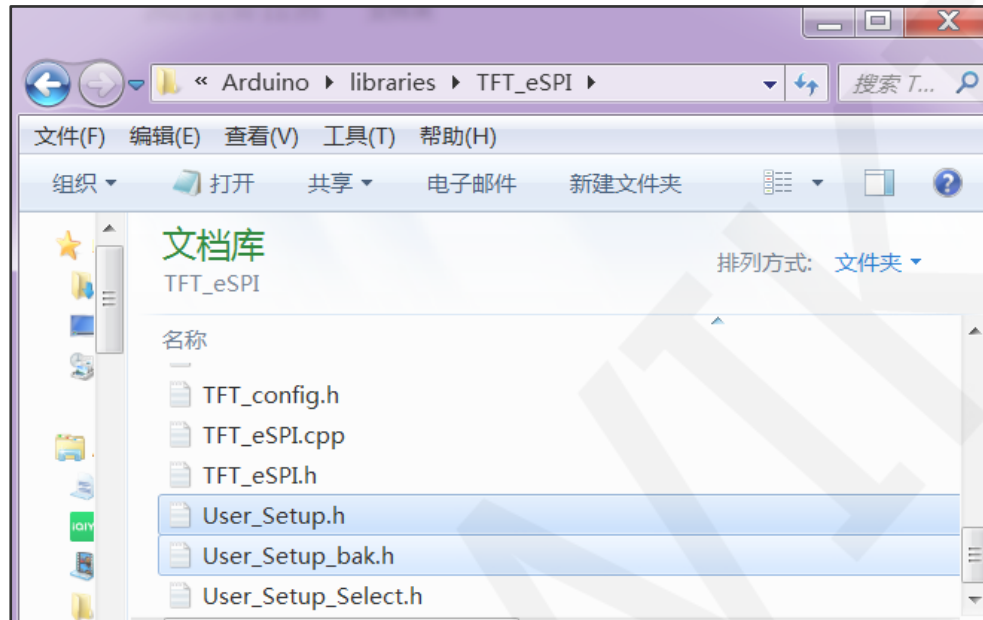 « Arduino ▸ libraries ▸ TFT_eSPI ▸ 搜索 T...
文件(F) 编辑(E) 查看(V) 工具(T) 帮助(H)
组织 打开 共享 电子邮件 新建文件夹
文档库
TFT_eSPI
排列方式: 文件夹
名称
TFT_config.h
TFT_eSPI.cpp
TFT_eSPI.h
User_Setup.h
User_Setup_bak.h
User_Setup_Select.h